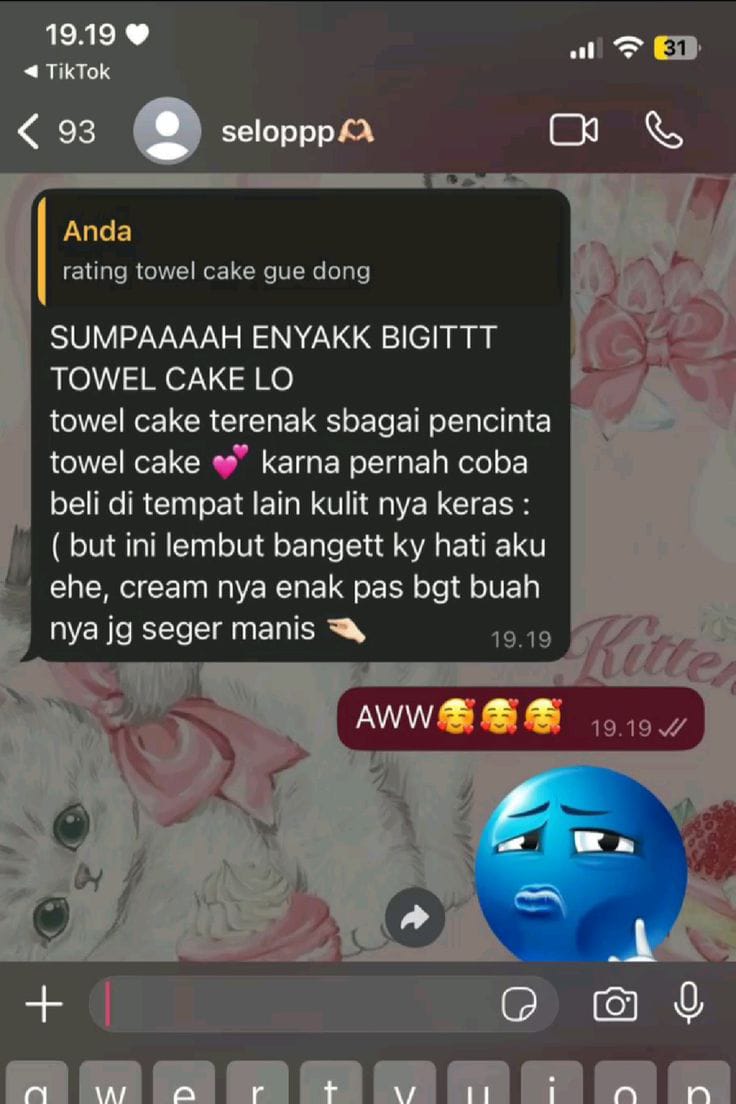 19.19
31
TikTok
93
seloppp🫶🏻
Anda
rating towel cake gue dong
SUMPAAAAH ENYAKK BIGITTT
TOWEL CAKE LO
towel cake terenak sbagai pencinta
towel cake 💕 karna pernah coba
beli di tempat lain kulit nya keras :
( but ini lembut bangett ky hati aku
ehe, cream nya enak pas bgt buah
nya jg seger manis 🤏🏻
19.19
Kitten
AWW🥰🥰🥰
19.19
q w e r t y u i o p